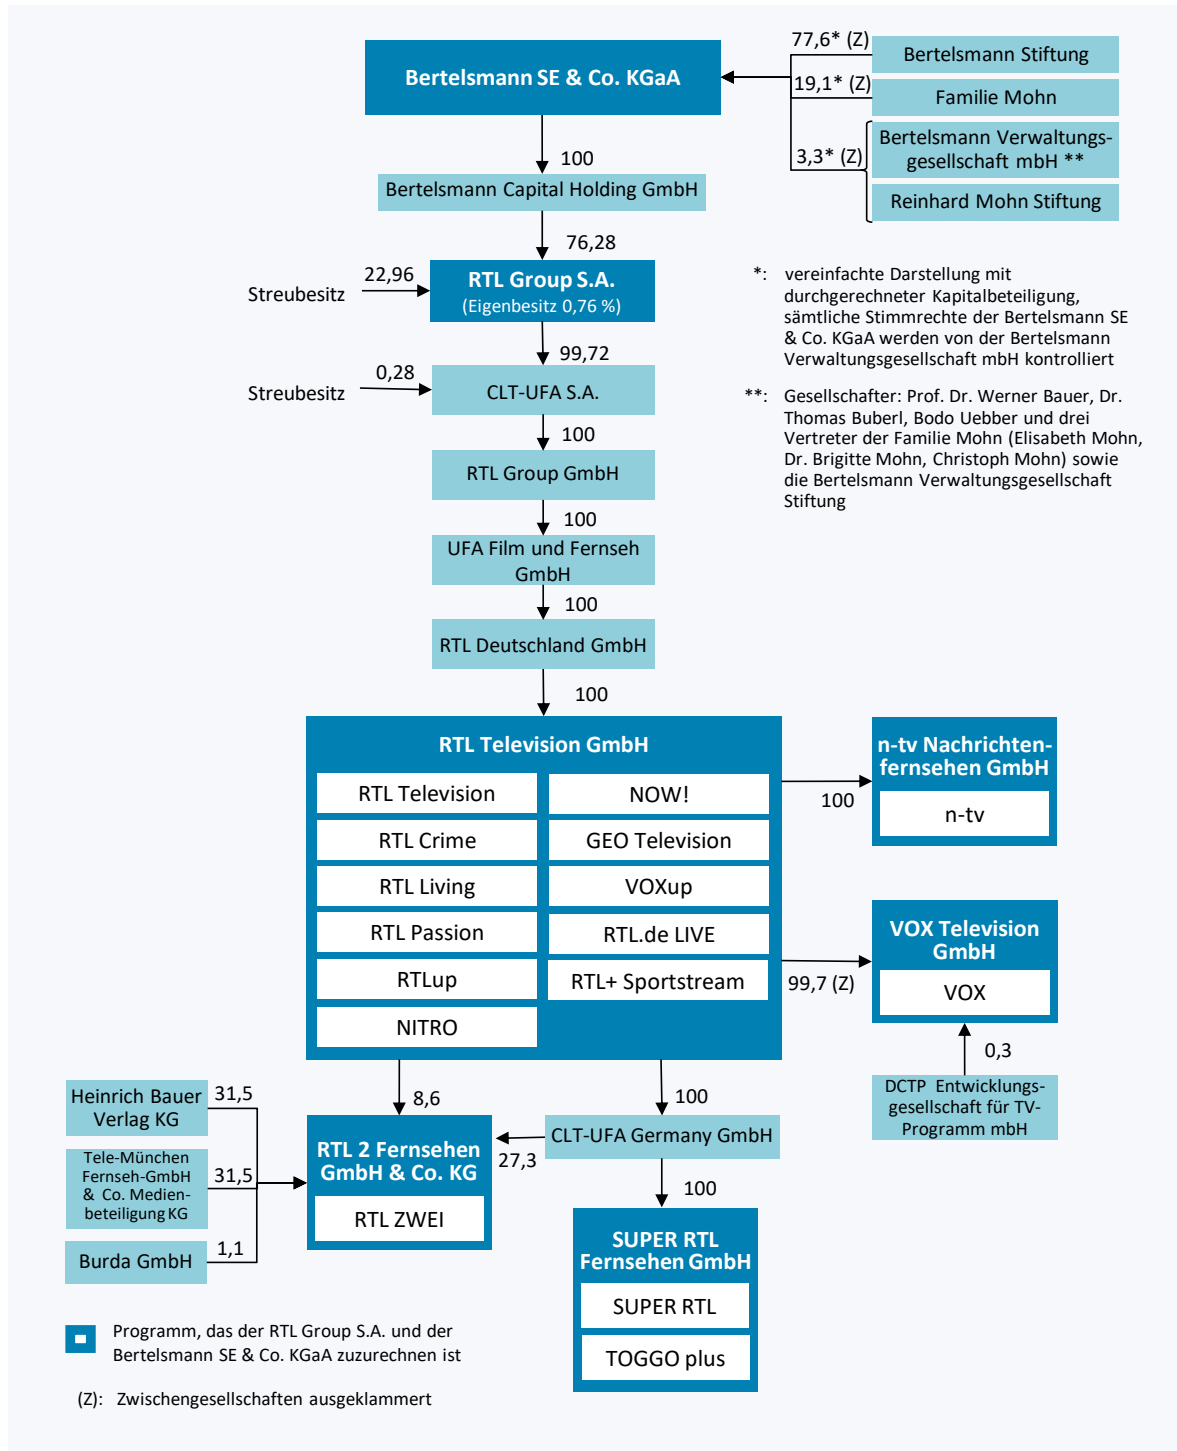 Bertelsmann SE & Co. KGaA
77,6* (Z)
Bertelsmann Stiftung
19,1* (Z)
Familie Mohn
3,3* (Z)
Bertelsmann Verwaltungs-
gesellschaft mbH **
Reinhard Mohn Stiftung
100
Bertelsmann Capital Holding GmbH
76,28
Streubesitz
22,96
RTL Group S.A.
(Eigenbesitz 0,76 %)
*: vereinfachte Darstellung mit
durchgerechneter Kapitalbeteiligung,
sämtliche Stimmrechte der Bertelsmann SE
& Co. KGaA werden von der Bertelsmann
Verwaltungsgesellschaft mbH kontrolliert
**: Gesellschafter: Prof. Dr. Werner Bauer, Dr.
Thomas Buberl, Bodo Uebber und drei
Vertreter der Familie Mohn (Elisabeth Mohn,
Dr. Brigitte Mohn, Christoph Mohn) sowie
die Bertelsmann Verwaltungsgesellschaft
Stiftung
99,72
Streubesitz
0,28
CLT-UFA S.A.
100
RTL Group GmbH
100
UFA Film und Fernseh
GmbH
100
RTL Deutschland GmbH
100
RTL Television GmbH
RTL Television
RTL Crime
RTL Living
RTL Passion
RTLup
NITRO
NOW!
GEO Television
VOXup
RTL.de LIVE
RTL+ Sportstream
100
n-tv Nachrichten-
fernsehen GmbH
n-tv
99,7 (Z)
VOX Television
GmbH
VOX
0,3
DCTP Entwicklungs-
gesellschaft für TV-
Programm mbH
Heinrich Bauer
Verlag KG
31,5
Tele-München
Fernseh-GmbH
& Co. Medien-
beteiligung KG
31,5
Burda GmbH
1,1
8,6
RTL 2 Fernsehen
GmbH & Co. KG
RTL ZWEI
100
CLT-UFA Germany GmbH
27,3
100
SUPER RTL
Fernsehen GmbH
SUPER RTL
TOGGO plus
Programm, das der RTL Group S.A. und der
Bertelsmann SE & Co. KGaA zuzurechnen ist
(Z): Zwischengesellschaften ausgeklammert